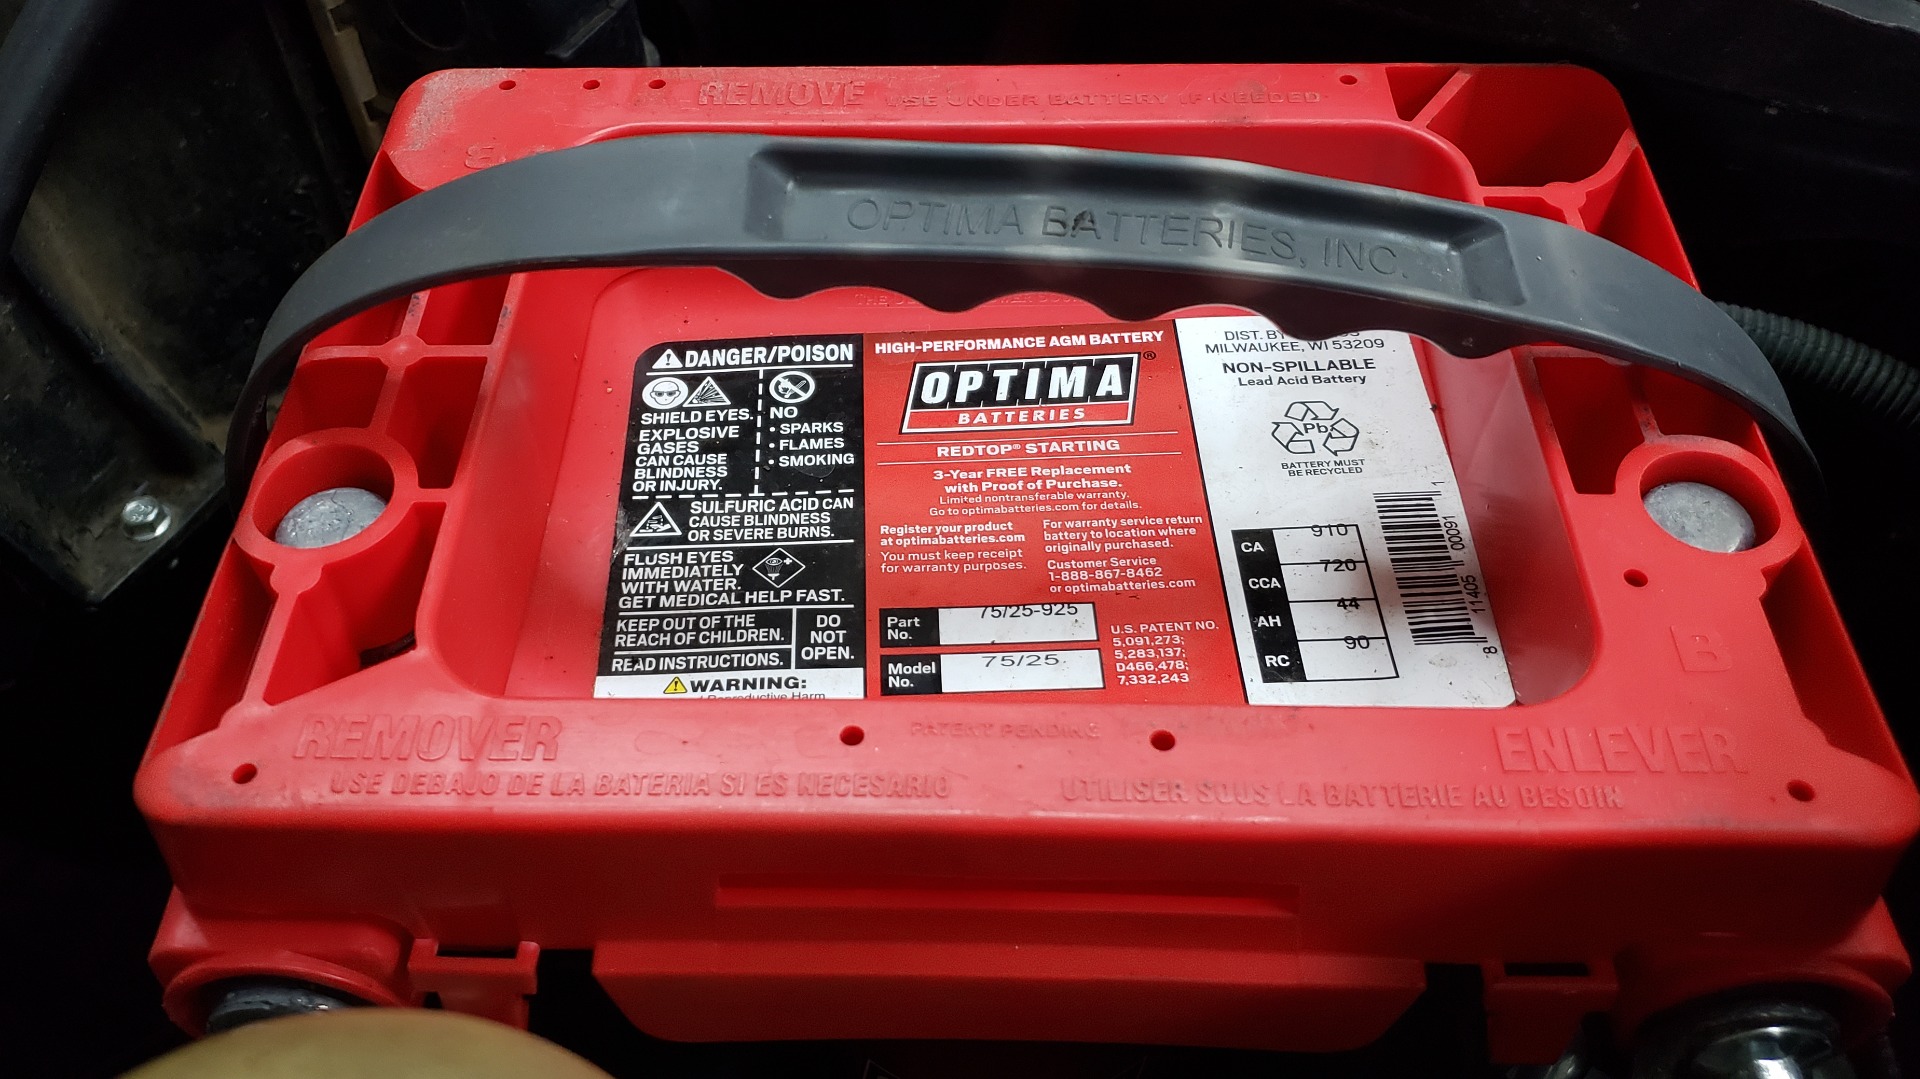 REMOVE USE UNDER BATTERY IF NEEDED
OPTIMA BATTERIES, INC.
DANGER/POISON
SHIELD EYES.
EXPLOSIVE
GASES
CAN CAUSE
BLINDNESS
OR INJURY.
NO
• SPARKS
• FLAMES
• SMOKING
SULFURIC ACID CAN
CAUSE BLINDNESS
OR SEVERE BURNS.
FLUSH EYES
IMMEDIATELY
WITH WATER.
GET MEDICAL HELP FAST.
KEEP OUT OF THE
REACH OF CHILDREN.
DO
NOT
OPEN.
READ INSTRUCTIONS.
WARNING:
Reproductive Harm
HIGH-PERFORMANCE AGM BATTERY
OPTIMA®
BATTERIES
REDTOP® STARTING
3-Year FREE Replacement
with Proof of Purchase.
Limited nontransferable warranty.
Go to optimabatteries.com for details.
Register your product
at optimabatteries.com
You must keep receipt
for warranty purposes.
For warranty service return
battery to location where
originally purchased.
Customer Service
1-888-867-8462
or optimabatteries.com
Part
No.
75/25-925
Model
No.
75/25
U.S. PATENT NO.
5,091,273;
5,283,137;
D466,478;
7,332,243
DIST. BY
MILWAUKEE, WI 53209
NON-SPILLABLE
Lead Acid Battery
Pb
BATTERY MUST
BE RECYCLED
CA 910
CCA 720
AH 44
RC 90
8 11405 00091 1
B
PATENT PENDING
REMOVER
USE DEBAJO DE LA BATERIA SI ES NECESARIO
ENLEVER
UTILISER SOUS LA BATTERIE AU BESOIN